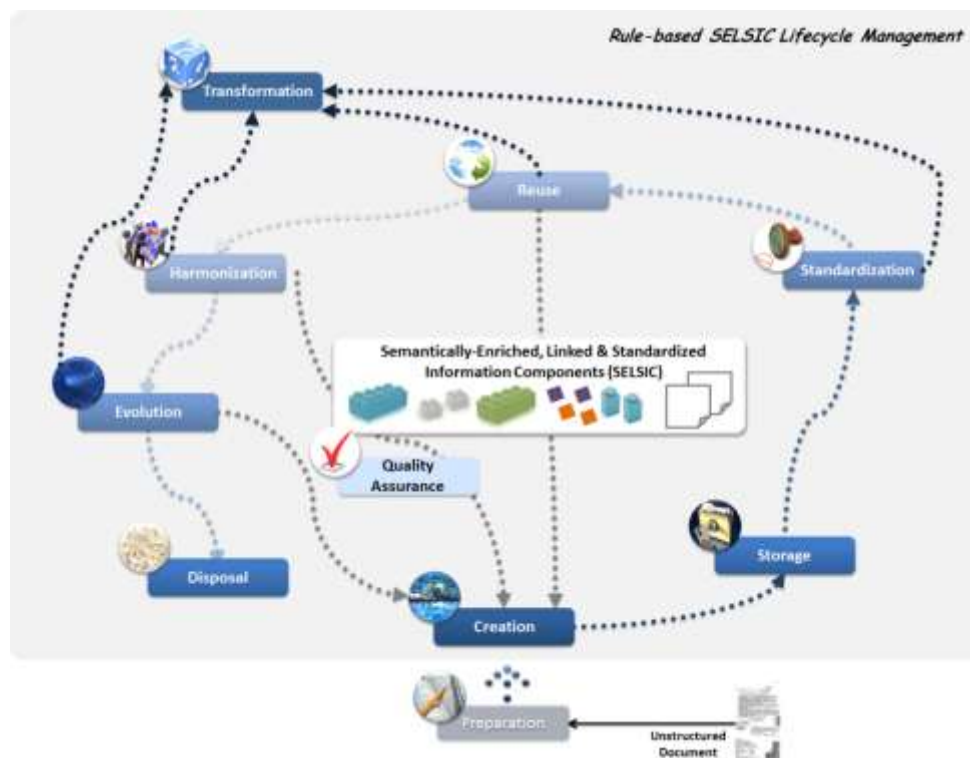 Rule-based SELSIC Lifecycle Management
Transformation
Reuse
Harmonization
Standardization
Semantically-Enriched, Linked & Standardized
Information Components (SELSIC)
Evolution
Quality
Assurance
Storage
Disposal
Creation
Preparation
Unstructured
Document